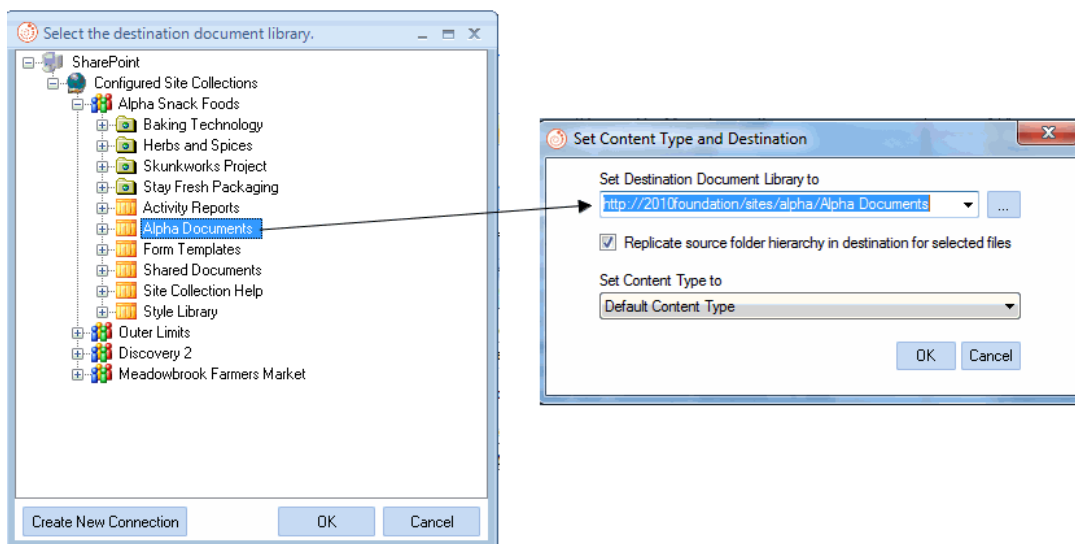 Select the destination document library.
SharePoint
Configured Site Collections
Alpha Snack Foods
Baking Technology
Herbs and Spices
Skunkworks Project
Stay Fresh Packaging
Activity Reports
Alpha Documents
Form Templates
Shared Documents
Site Collection Help
Style Library
Outer Limits
Discovery 2
Meadowbrook Farmers Market
Create New Connection
OK
Cancel
Set Content Type and Destination
Set Destination Document Library to
http://2010foundation/sites/alpha/Alpha Documents
...
Replicate source folder hierarchy in destination for selected files
Set Content Type to
Default Content Type
OK
Cancel